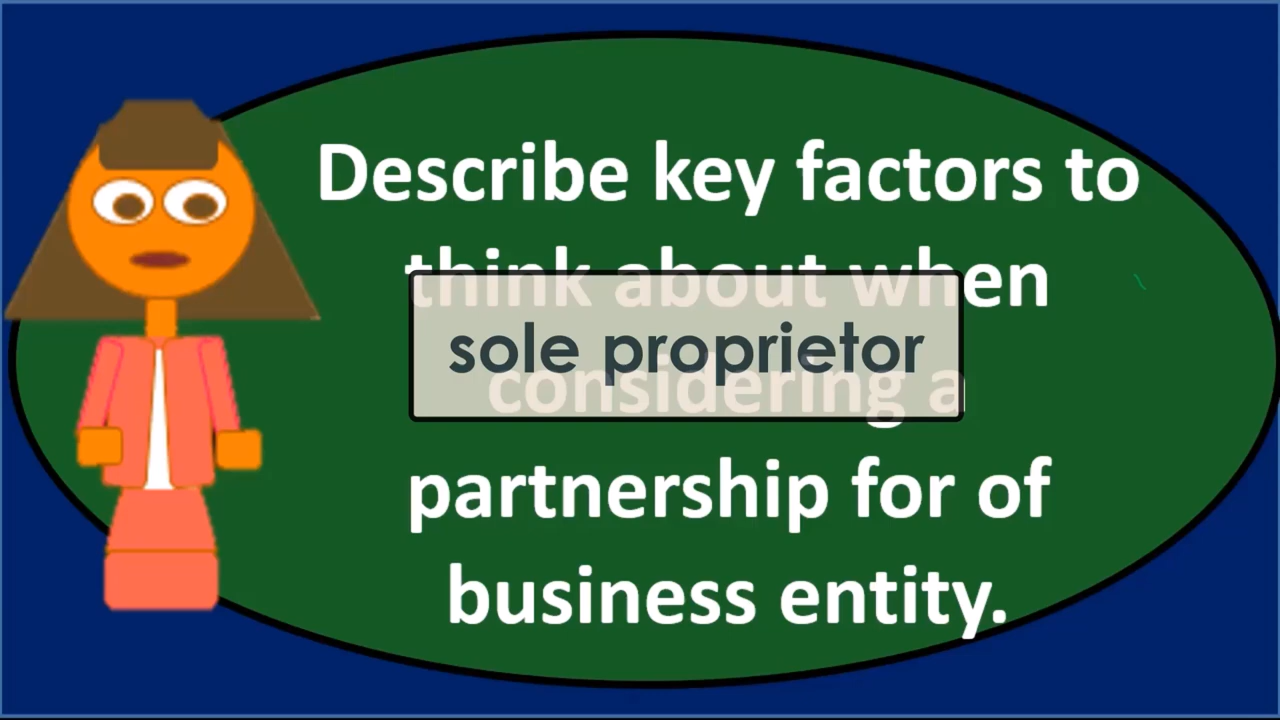 Describe key factors to
think about when
sole proprietor
considering a
partnership for of
business entity.